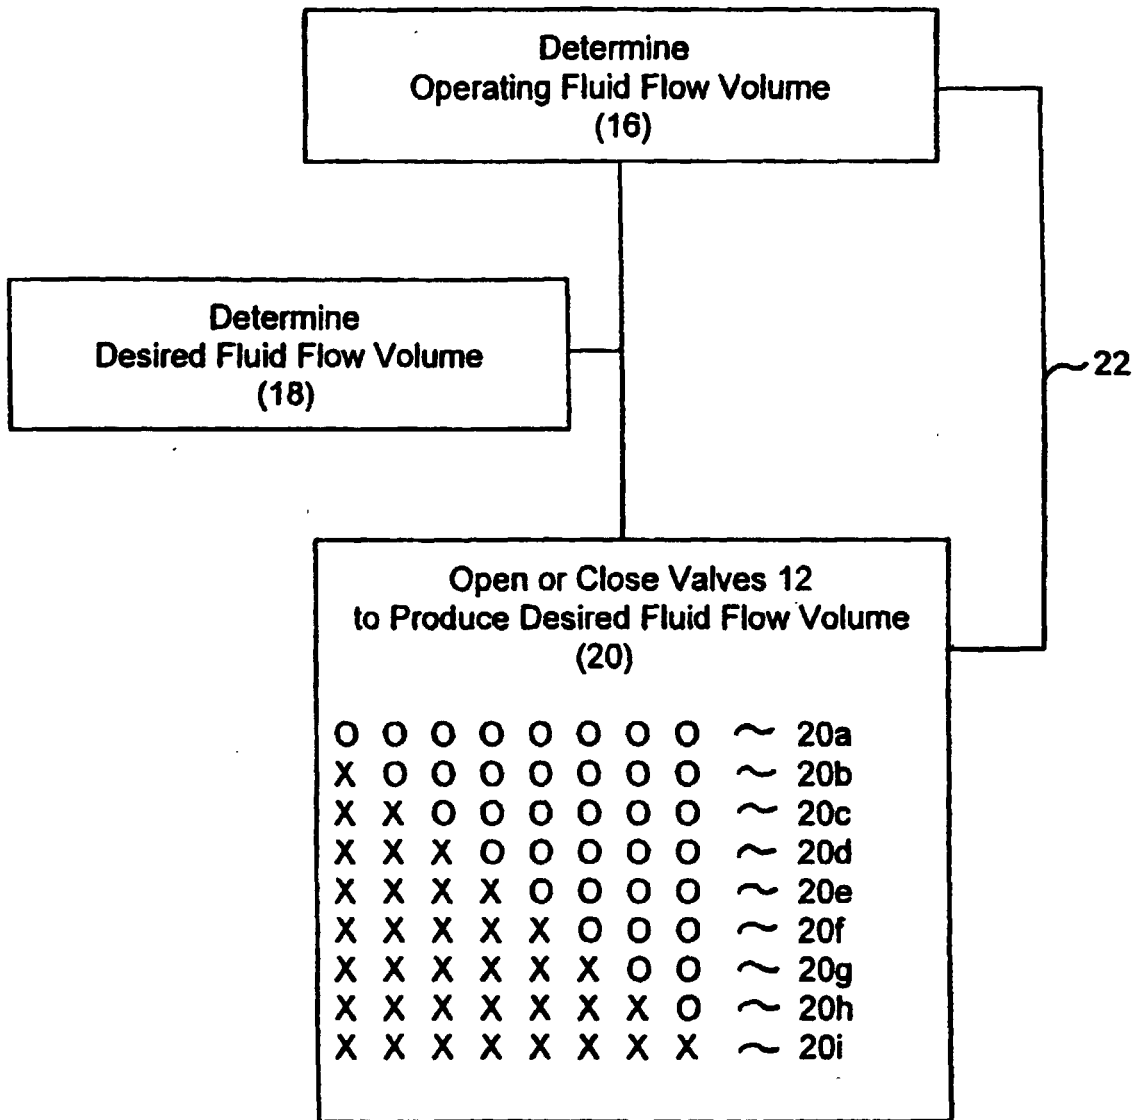 Determine
Operating Fluid Flow Volume
(16)
Determine
Desired Fluid Flow Volume
(18)
22
Open or Close Valves 12
to Produce Desired Fluid Flow Volume
(20)
O O O O O O O O ~ 20a
X O O O O O O O ~ 20b
X X O O O O O O ~ 20c
X X X O O O O O ~ 20d
X X X X O O O O ~ 20e
X X X X X O O O ~ 20f
X X X X X X O O ~ 20g
X X X X X X X O ~ 20h
X X X X X X X X ~ 20i